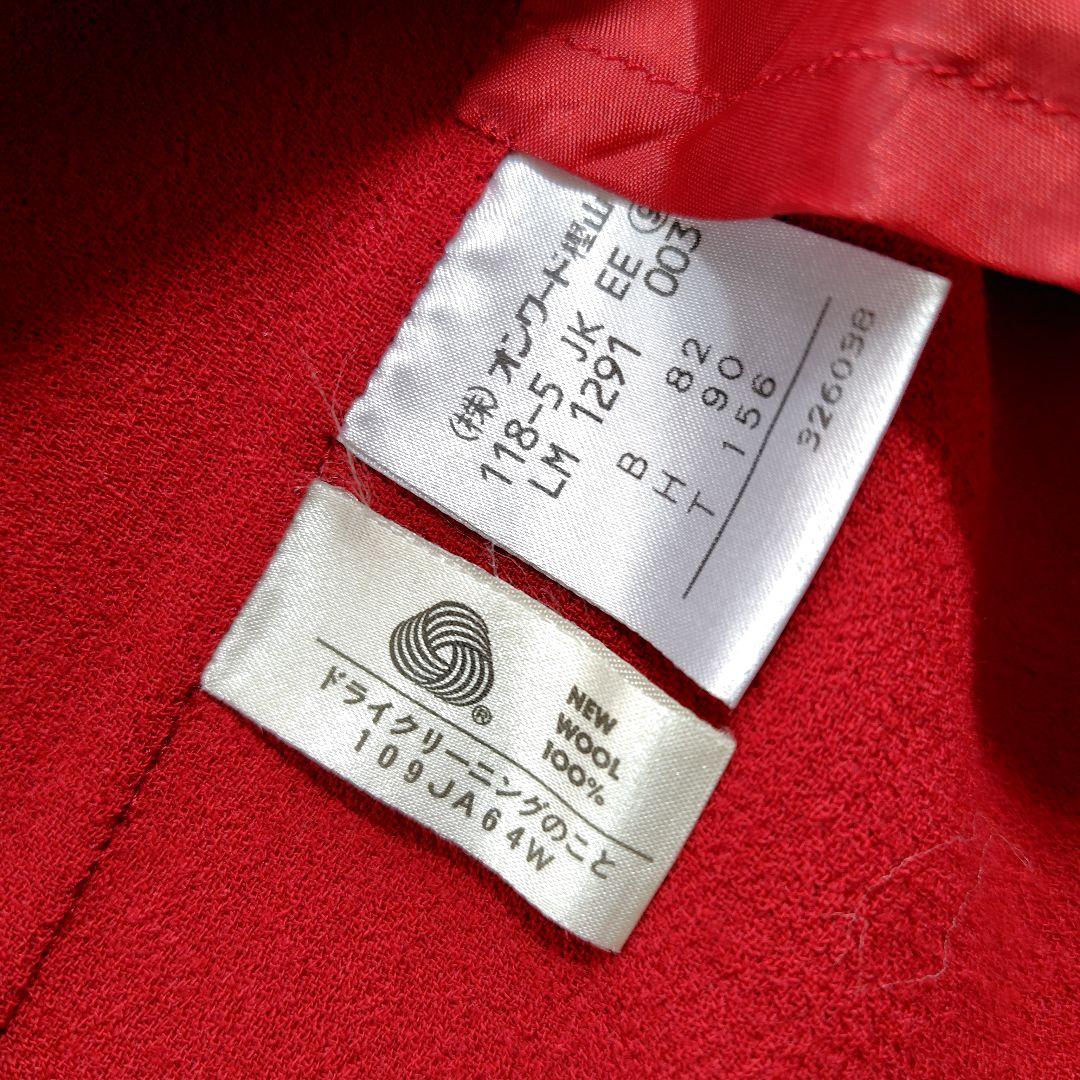 (株)オンワード樫山
118-5 JK EE
LM 1291 003
B 82
H 90
T 156
326038
®
NEW
WOOL
100%
ドライクリーニングのこと
109JA64W